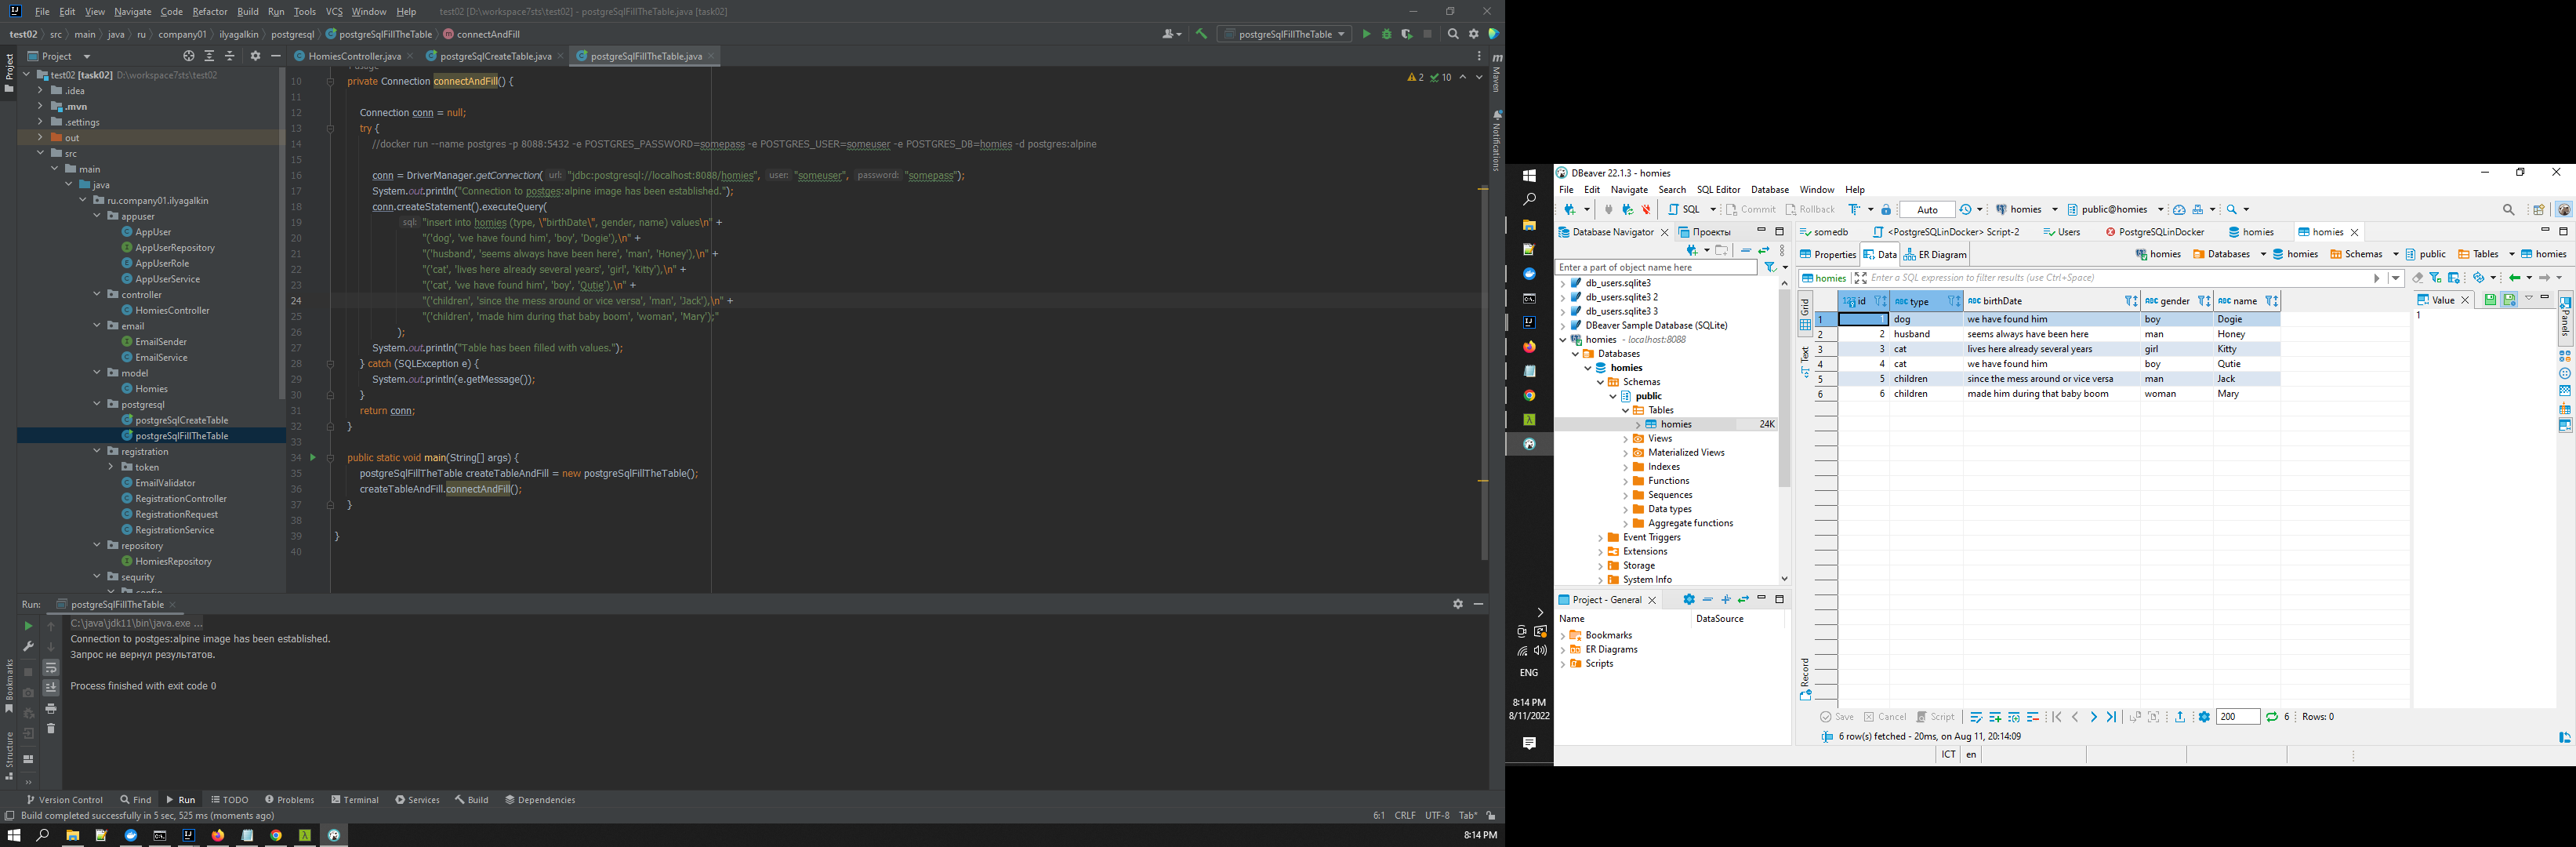 File Edit View Navigate Code Refactor Build Run Tools VCS Window Help test02 [D:\workspace7sts\test02] - postgreSqlFillTheTable.java [task02]
test02 src main java ru company01 ilyagalkin postgresql postgreSqlFillTheTable connectAndFill
postgreSqlFillTheTable
Project
HomiesController.java postgreSqlCreateTable.java postgreSqlFillTheTable.java
Project
Maven
Notifications
Bookmarks
Structure
test02 [task02] D:\workspace7sts\test02
.idea
.mvn
.settings
out
src
main
java
ru.company01.ilyagalkin
appuser
AppUser
AppUserRepository
AppUserRole
AppUserService
controller
HomiesController
email
EmailSender
EmailService
model
Homies
postgresql
postgreSqlCreateTable
postgreSqlFillTheTable
registration
token
EmailValidator
RegistrationController
RegistrationRequest
RegistrationService
repository
HomiesRepository
sequrity
config
2 10
10 private Connection connectAndFill() {
11
12 Connection conn = null;
13 try {
14 //docker run --name postgres -p 8088:5432 -e POSTGRES_PASSWORD=somepass -e POSTGRES_USER=someuser -e POSTGRES_DB=homies -d postgres:alpine
15
16 conn = DriverManager.getConnection( url: "jdbc:postgresql://localhost:8088/homies", user: "someuser", password: "somepass");
17 System.out.println("Connection to postges:alpine image has been established.");
18 conn.createStatement().executeQuery(
19 sql: "insert into homies (type, \"birthDate\", gender, name) values\n" +
20 "('dog', 'we have found him', 'boy', 'Dogie'),\n" +
21 "('husband', 'seems always have been here', 'man', 'Honey'),\n" +
22 "('cat', 'lives here already several years', 'girl', 'Kitty'),\n" +
23 "('cat', 'we have found him', 'boy', 'Qutie'),\n" +
24 "('children', 'since the mess around or vice versa', 'man', 'Jack'),\n" +
25 "('children', 'made him during that baby boom', 'woman', 'Mary');"
26 );
27 System.out.println("Table has been filled with values.");
28 } catch (SQLException e) {
29 System.out.println(e.getMessage());
30 }
31 return conn;
32 }
33
34 public static void main(String[] args) {
35 postgreSqlFillTheTable createTableAndFill = new postgreSqlFillTheTable();
36 createTableAndFill.connectAndFill();
37 }
38
39 }
40
Run: postgreSqlFillTheTable
C:\java\jdk11\bin\java.exe ...
Connection to postges:alpine image has been established.
Запрос не вернул результатов.
Process finished with exit code 0
Version Control Find Run TODO Problems Terminal Services Build Dependencies
Build completed successfully in 5 sec, 525 ms (moments ago) 6:1 CRLF UTF-8 Tab*
8:14 PM
ENG
8:14 PM
8/11/2022
DBeaver 22.1.3 - homies
File Edit Navigate Search SQL Editor Database Window Help
SQL Commit Rollback Auto homies public@homies
Database Navigator Проекты
Enter a part of object name here
db_users.sqlite3
db_users.sqlite3 2
db_users.sqlite3 3
DBeaver Sample Database (SQLite)
homies - localhost:8088
Databases
homies
Schemas
public
Tables
homies 24K
Views
Materialized Views
Indexes
Functions
Sequences
Data types
Aggregate functions
Event Triggers
Extensions
Storage
System Info
Project - General
Name DataSource
Bookmarks
ER Diagrams
Scripts
somedb <PostgreSQLinDocker> Script-2 Users PostgreSQLinDocker homies homies
Properties Data ER Diagram homies Databases homies Schemas public Tables homies
homies Enter a SQL expression to filter results (use Ctrl+Space)
Grid
Text
Record
123 id ABC type ABC birthDate ABC gender ABC name
1 1 dog we have found him boy Dogie
2 2 husband seems always have been here man Honey
3 3 cat lives here already several years girl Kitty
4 4 cat we have found him boy Qutie
5 5 children since the mess around or vice versa man Jack
6 6 children made him during that baby boom woman Mary
Value
1
Panels
Save Cancel Script 200 6 Rows: 0
6 row(s) fetched - 20ms, on Aug 11, 20:14:09
ICT en